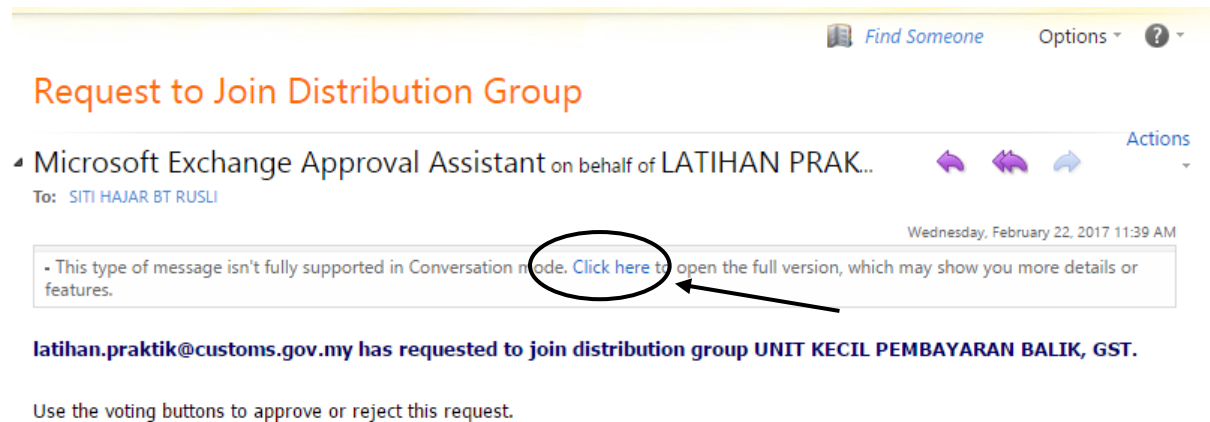 Find Someone Options
Request to Join Distribution Group
Actions
Microsoft Exchange Approval Assistant on behalf of LATIHAN PRAK...
To: SITI HAJAR BT RUSLI
Wednesday, February 22, 2017 11:39 AM
- This type of message isn't fully supported in Conversation mode. Click here to open the full version, which may show you more details or
features.
latihan.praktik@customs.gov.my has requested to join distribution group UNIT KECIL PEMBAYARAN BALIK, GST.
Use the voting buttons to approve or reject this request.